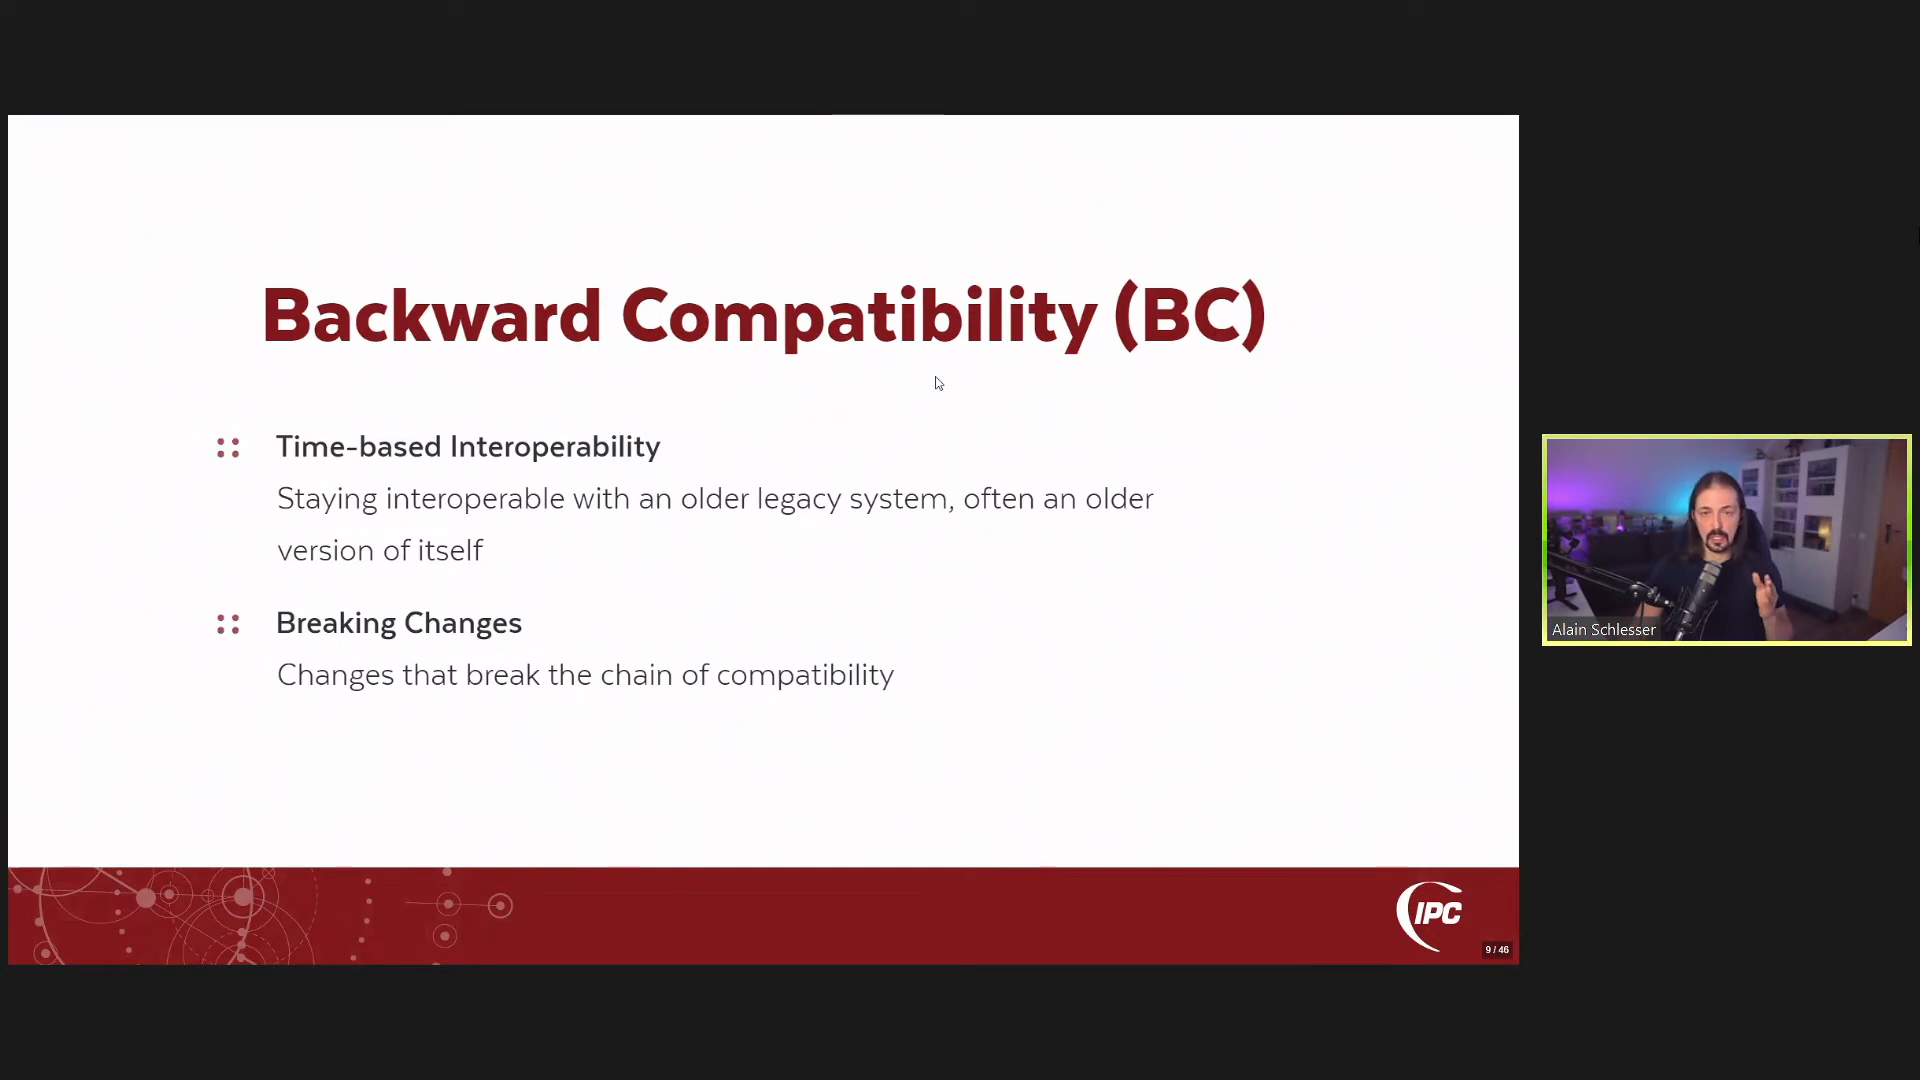 Backward Compatibility (BC)
Time-based Interoperability
Staying interoperable with an older legacy system, often an older
version of itself
Breaking Changes
Changes that break the chain of compatibility
Alain Schlesser
IPC
9 / 46